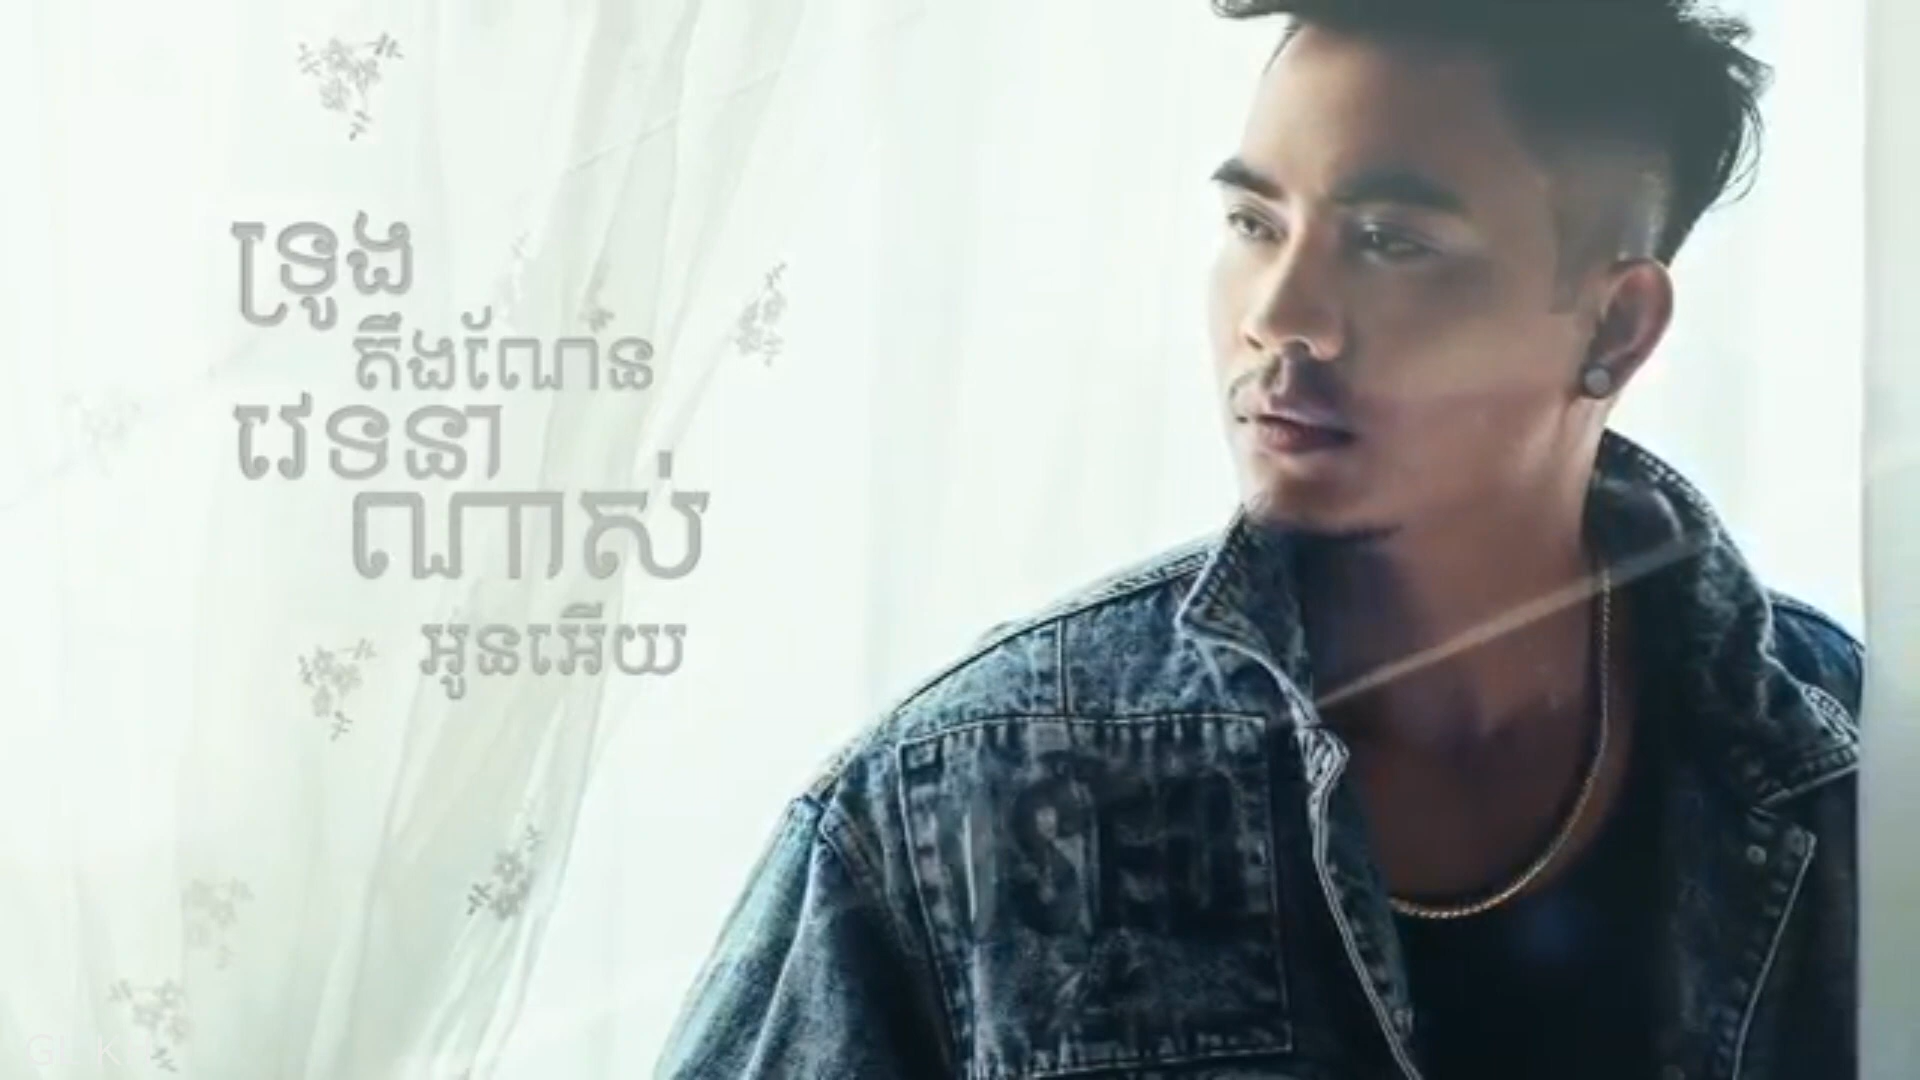 ទ្រូង
តឹងណែន
វេទនា
ណាស់
អូនអើយ